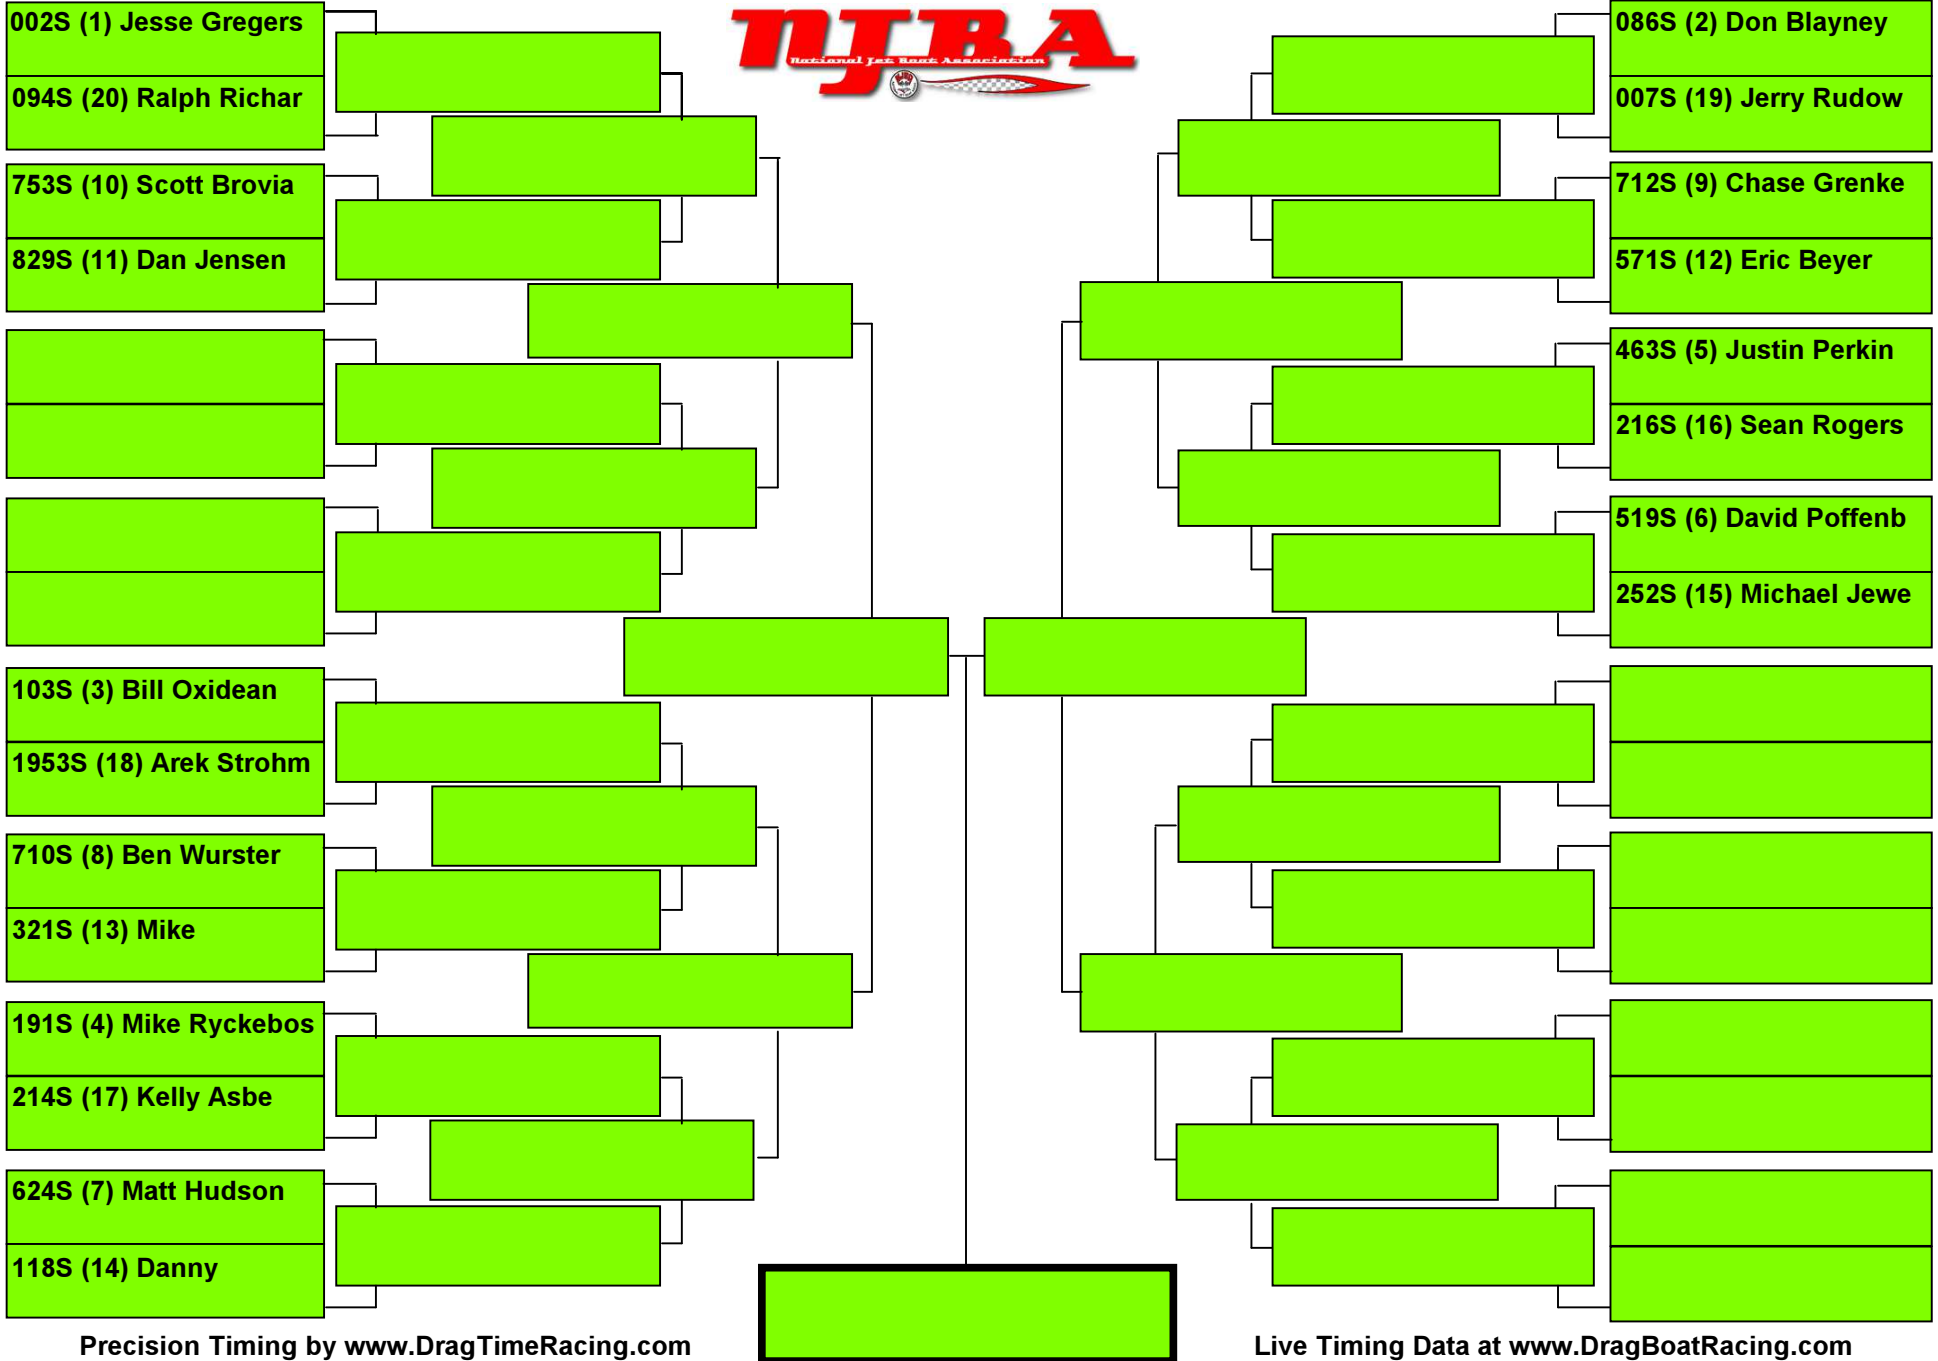 002S (1) Jesse Gregers
094S (20) Ralph Richar
753S (10) Scott Brovia
829S (11) Dan Jensen
103S (3) Bill Oxidean
1953S (18) Arek Strohm
710S (8) Ben Wurster
321S (13) Mike
191S (4) Mike Ryckebos
214S (17) Kelly Asbe
624S (7) Matt Hudson
118S (14) Danny
NJBA
National Jet Boat Association
086S (2) Don Blayney
007S (19) Jerry Rudow
712S (9) Chase Grenke
571S (12) Eric Beyer
463S (5) Justin Perkin
216S (16) Sean Rogers
519S (6) David Poffenb
252S (15) Michael Jewe
Precision Timing by www.DragTimeRacing.com
Live Timing Data at www.DragBoatRacing.com